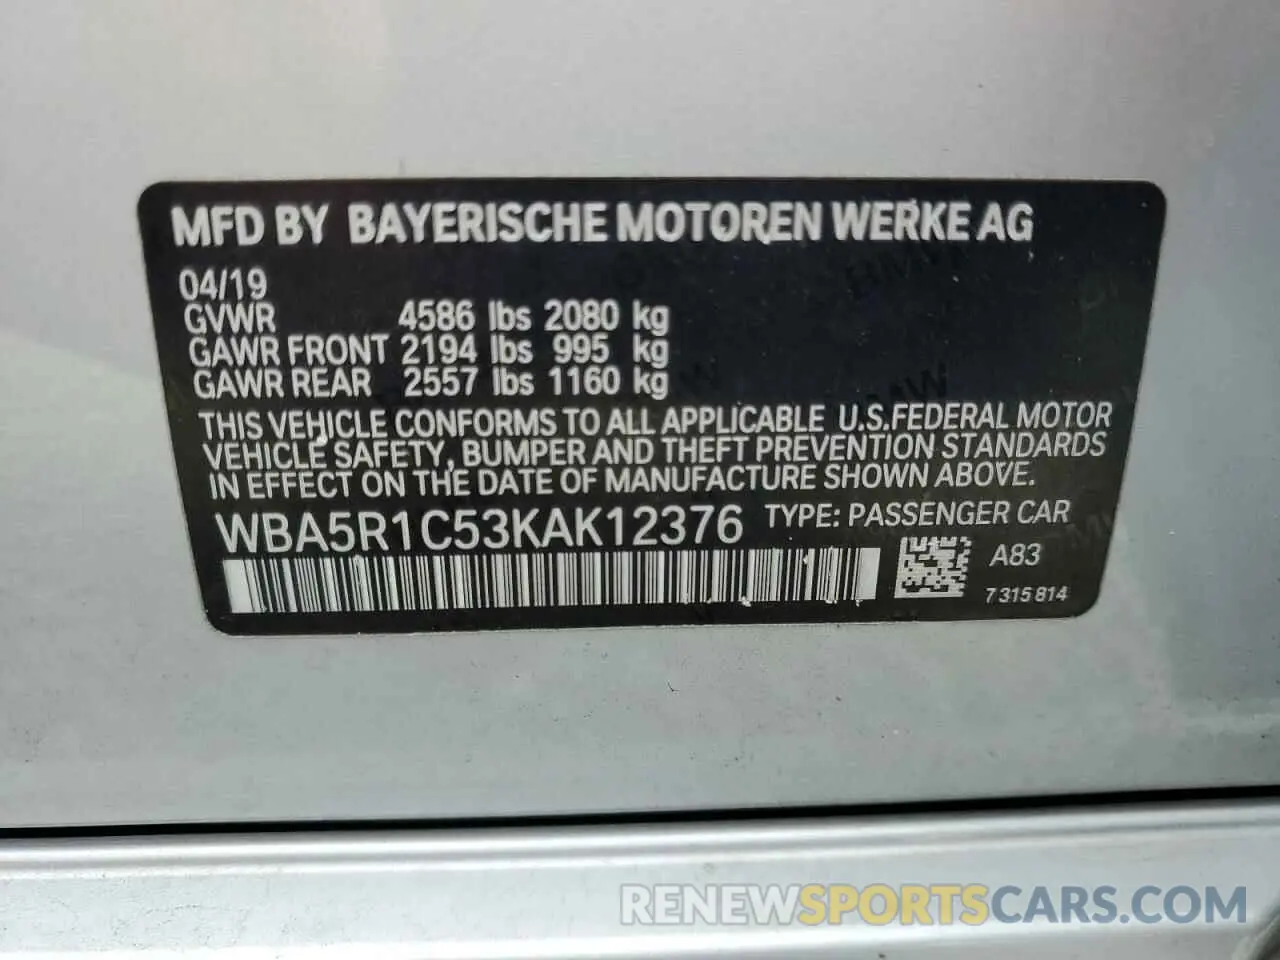 MFD BY BAYERISCHE MOTOREN WERKE AG
04/19
GVWR 4586 lbs 2080 kg
GAWR FRONT 2194 lbs 995 kg
GAWR REAR 2557 lbs 1160 kg
THIS VEHICLE CONFORMS TO ALL APPLICABLE U.S.FEDERAL MOTOR
VEHICLE SAFETY, BUMPER AND THEFT PREVENTION STANDARDS
IN EFFECT ON THE DATE OF MANUFACTURE SHOWN ABOVE.
WBA5R1C53KAK12376 TYPE: PASSENGER CAR
A83
7 315 814
RENEWSPORTSCARS.COM